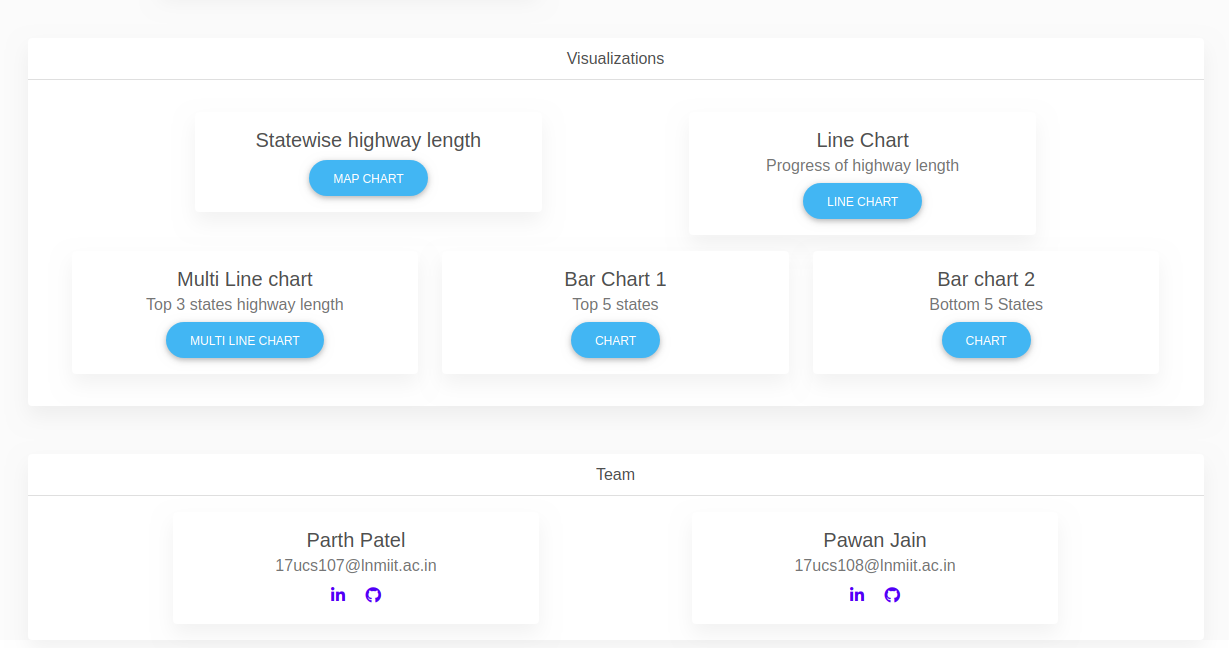 Visualizations
Statewise highway length
MAP CHART
Line Chart
Progress of highway length
LINE CHART
Multi Line chart
Top 3 states highway length
MULTI LINE CHART
Bar Chart 1
Top 5 states
CHART
Bar chart 2
Bottom 5 States
CHART
Team
Parth Patel
17ucs107@lnmiit.ac.in
in
Pawan Jain
17ucs108@lnmiit.ac.in
in